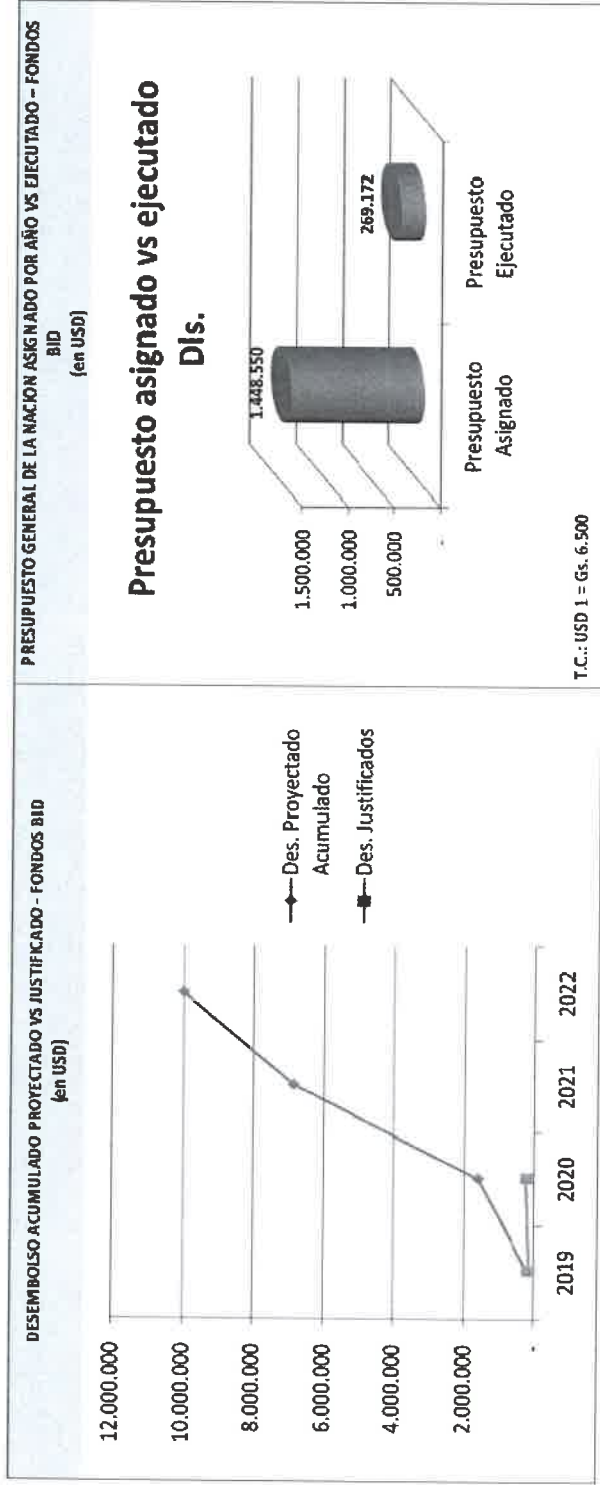 DESEMBOLSO ACUMULADO PROYECTADO VS JUSTIFICADO - FONDOS BID
(en USD)
12.000.000
10.000.000
8.000.000
6.000.000
4.000.000
2.000.000
-
2019
2020
2021
2022
Des. Proyectado
Acumulado
Des. Justificados
PRESUPUESTO GENERAL DE LA NACION ASIGNADO POR AÑO VS EJECUTADO – FONDOS
BID
(en USD)
Presupuesto asignado vs ejecutado
Dls.
1.448.550
269.172
1.500.000
1.000.000
500.000
-
Presupuesto
Asignado
Presupuesto
Ejecutado
T.C.: USD 1 = Gs. 6.500